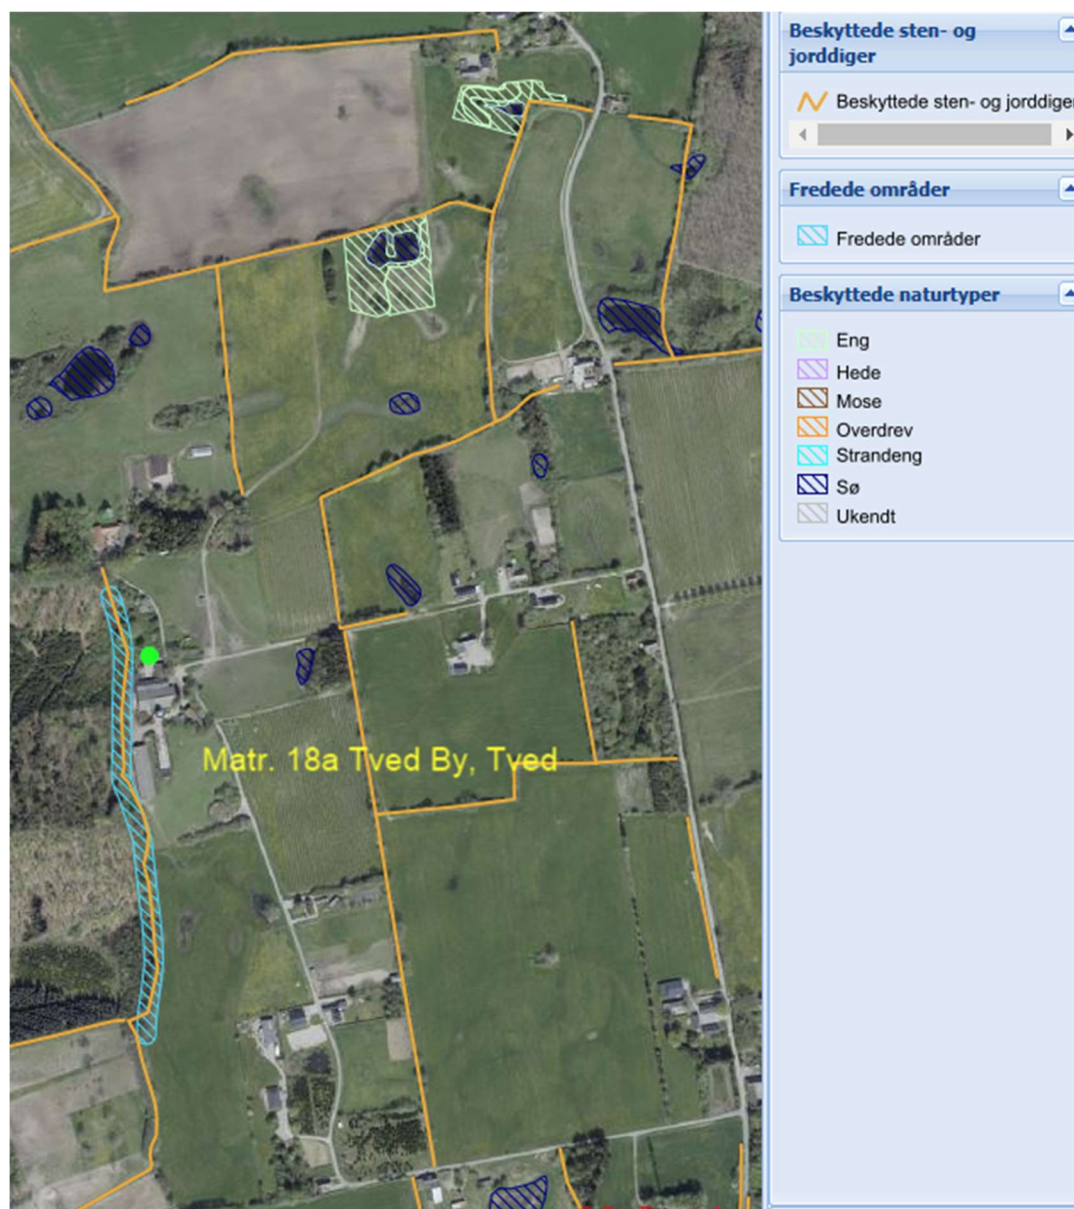 Beskyttede sten- og
jorddiger
Beskyttede sten- og jorddiger
Fredede områder
Fredede områder
Beskyttede naturtyper
Eng
Hede
Mose
Overdrev
Strandeng
Sø
Ukendt
Matr. 18a Tved By, Tved